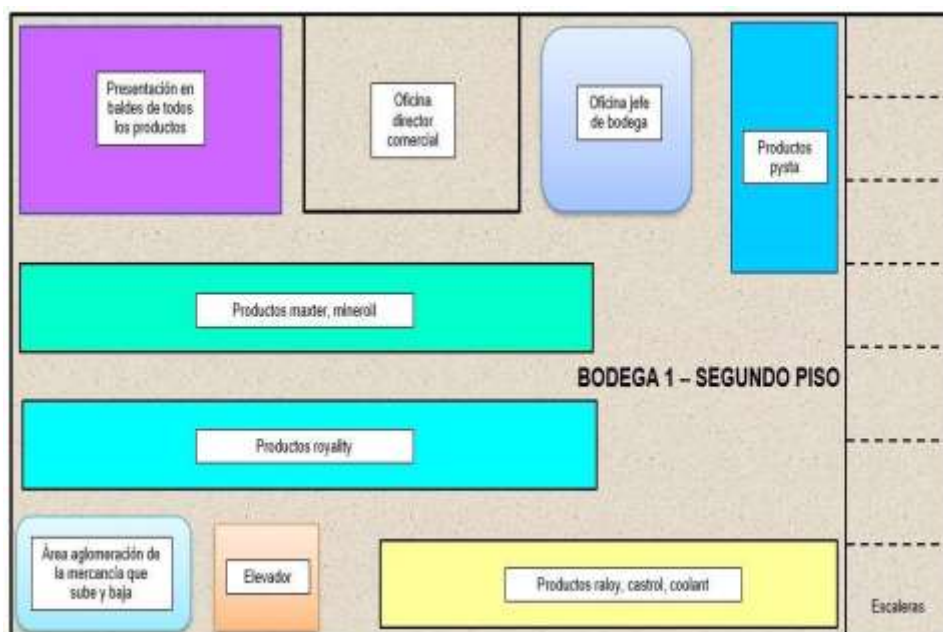 Presentación en
baldes de todos
los productos
Oficina
director
comercial
Oficina jefe
de bodega
Productos
pysta
Productos maxter, mineroil
BODEGA 1 – SEGUNDO PISO
Productos royality
Área aglomeración de
la mercancía que
sube y baja
Elevador
Productos raloy, castrol, coolant
Escaleras